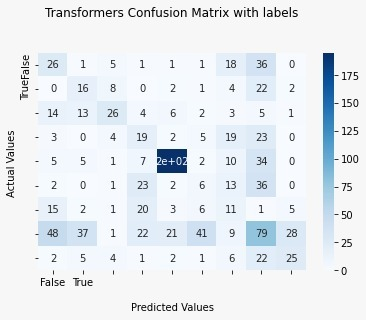 Transformers Confusion Matrix with labels
26 1 5 1 1 1 18 36 0
0 16 8 0 2 1 4 22 2
14 13 26 4 6 2 3 5 1
3 0 4 19 2 5 19 23 0
5 5 1 7 2e+02 2 10 34 0
2 0 1 23 2 6 13 36 0
15 2 1 20 3 6 11 1 5
48 37 1 22 21 41 9 79 28
2 5 4 1 2 1 6 22 25
False
True
Actual Values
False True
Predicted Values
175
150
125
100
75
50
25
0